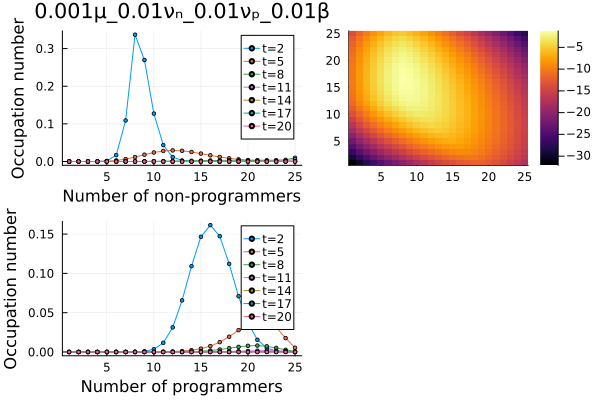 0.001μ_0.01νₙ_0.01νₚ_0.01β
Occupation number
0.3
0.2
0.1
0.0
t=2
t=5
t=8
t=11
t=14
t=17
t=20
5 10 15 20 25
Number of non-programmers
25
20
15
10
5
5 10 15 20 25
−5
−10
−15
−20
−25
−30
Occupation number
0.15
0.10
0.05
0.00
t=2
t=5
t=8
t=11
t=14
t=17
t=20
5 10 15 20 25
Number of programmers